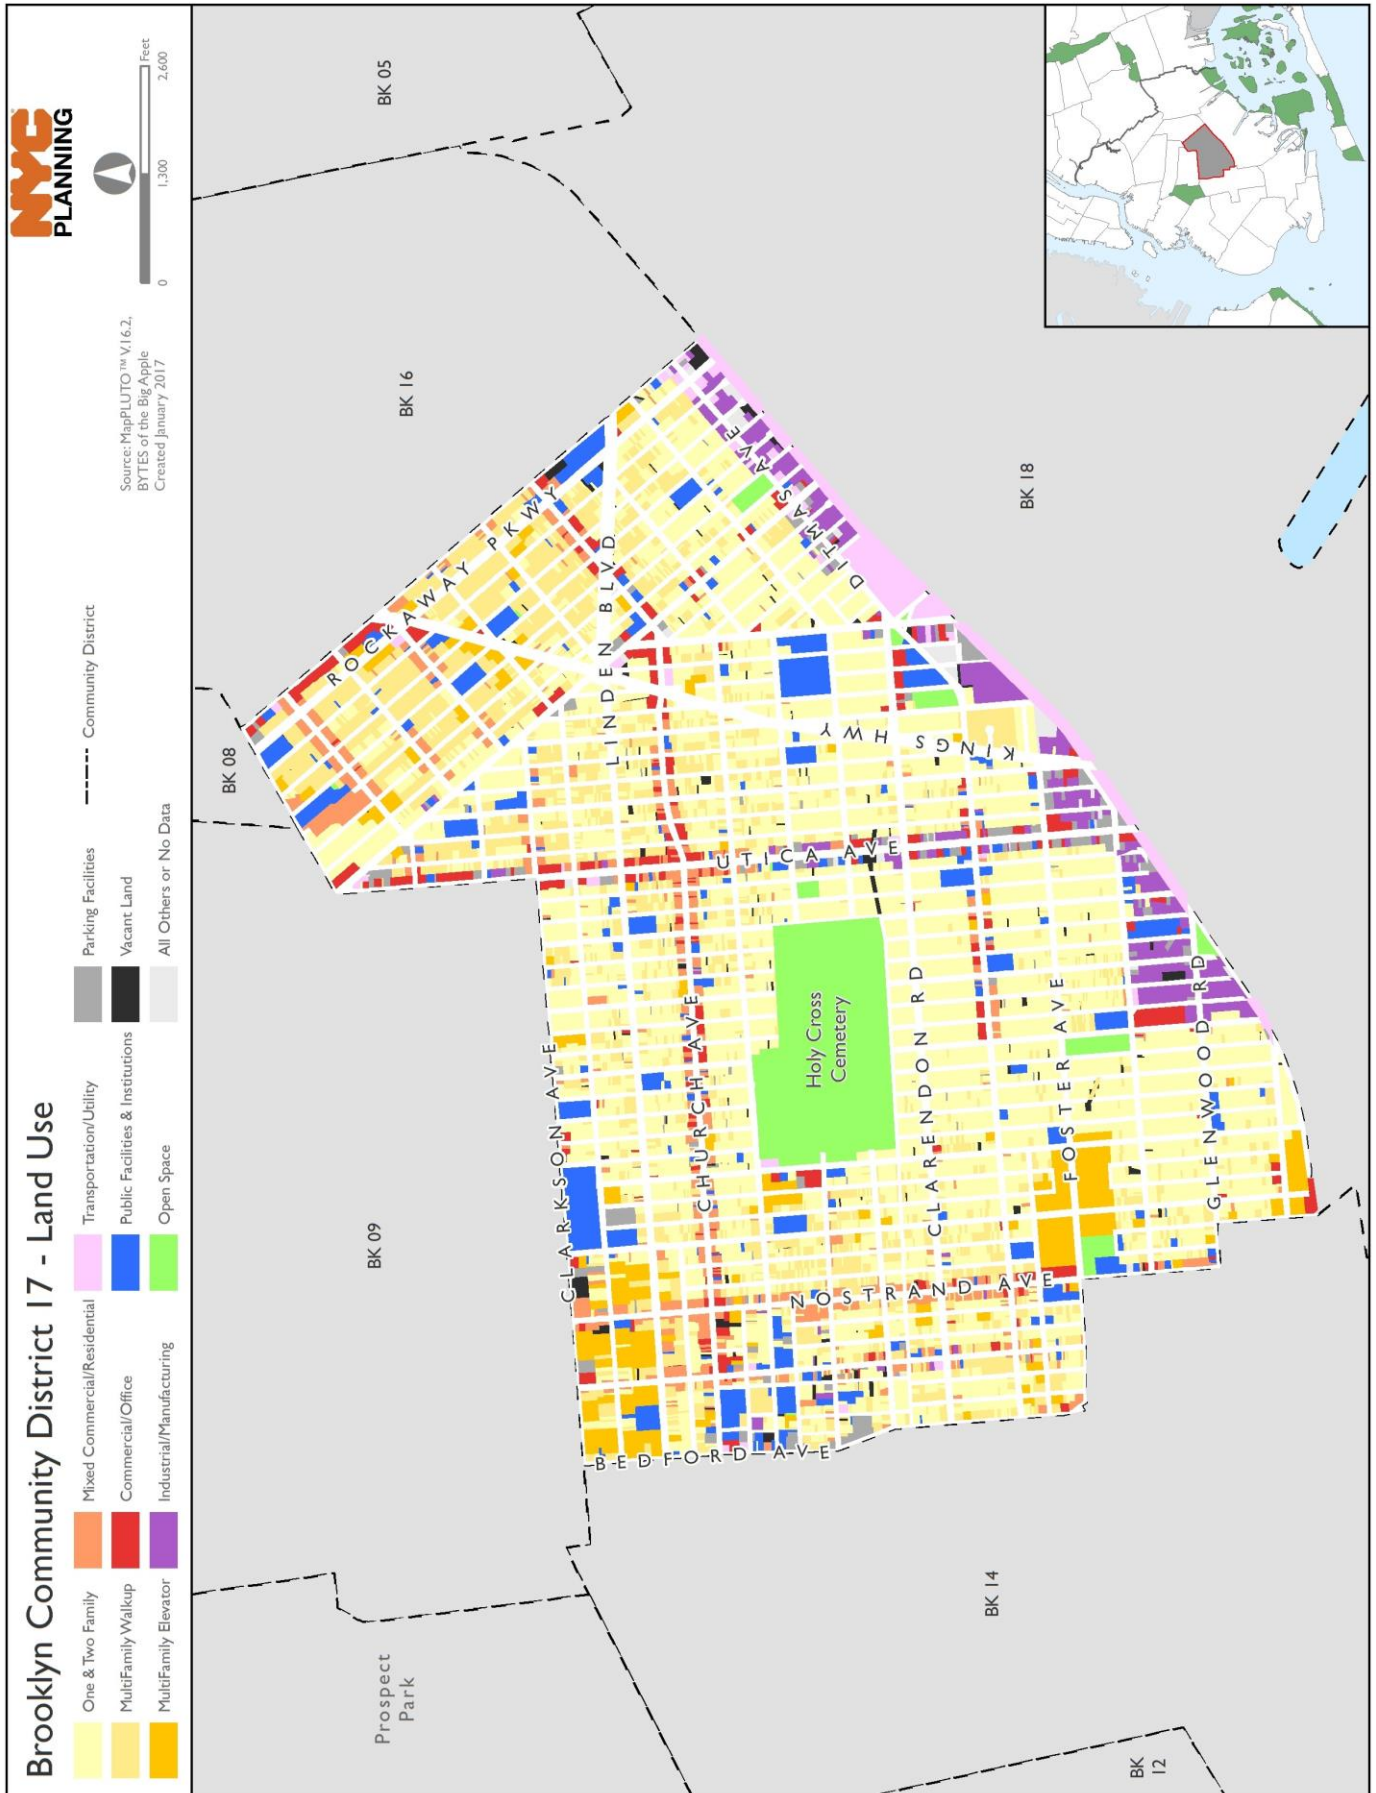 Brooklyn Community District 17 - Land Use
One & Two Family
MultiFamily Walkup
MultiFamily Elevator
Mixed Commercial/Residential
Commercial/Office
Industrial/Manufacturing
Transportation/Utility
Public Facilities & Institutions
Open Space
Parking Facilities
Vacant Land
All Others or No Data
Community District
Source: MapPLUTO™ V.16.2,
BYTES of the Big Apple
Created January 2017
NYC
PLANNING
0 1,300 2,600
Feet
Prospect
Park
BK 09
BK 08
BK 16
BK 05
BK 12
BK 14
BK 18
ROCKAWAY PKWY
LINDEN BLVD
CLARKSON AVE
CHURCH AVE
UTICA AVE
KINGS HWY
DITMAS AVE
BEDFORD AVE
NOSTRAND AVE
Holy Cross
Cemetery
CLARENDON RD
FOSTER AVE
GLENWOOD RD